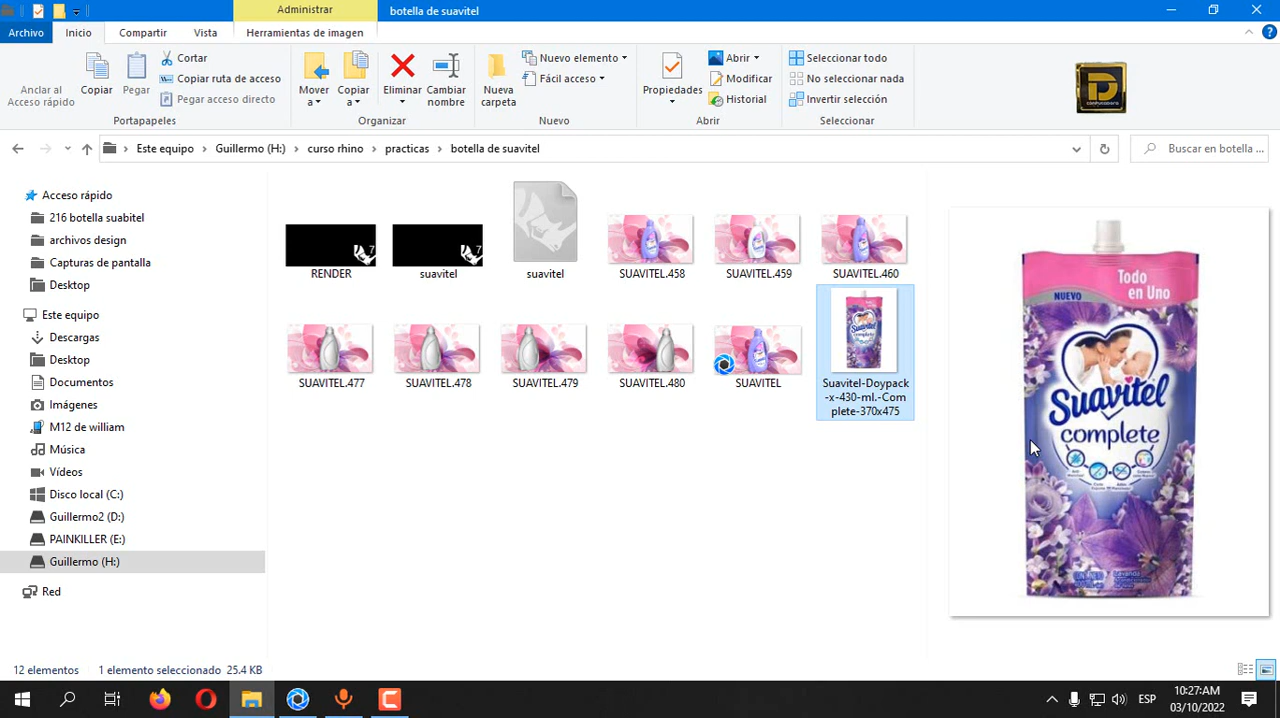 Administrar
botella de suavitel
Archivo
Inicio
Compartir
Vista
Herramientas de imagen
Anclar al
Acceso rápido
Copiar
Pegar
Cortar
Copiar ruta de acceso
Pegar acceso directo
Portapapeles
Mover
a
Copiar
a
Eliminar
Cambiar
nombre
Organizar
Nueva
carpeta
Nuevo elemento
Fácil acceso
Nuevo
Propiedades
Abrir
Modificar
Historial
Abrir
Seleccionar todo
No seleccionar nada
Invertir selección
Seleccionar
Este equipo
Guillermo (H:)
curso rhino
practicas
botella de suavitel
Buscar en botella ...
Acceso rápido
216 botella suabitel
archivos design
Capturas de pantalla
Desktop
Este equipo
Descargas
Desktop
Documentos
Imágenes
M12 de william
Música
Vídeos
Disco local (C:)
Guillermo2 (D:)
PAINKILLER (E:)
Guillermo (H:)
Red
7
7
RENDER
suavitel
suavitel
SUAVITEL.458
SUAVITEL.459
SUAVITEL.460
SUAVITEL.477
SUAVITEL.478
SUAVITEL.479
SUAVITEL.480
SUAVITEL
Suavitel-Doypack
-x-430-ml.-Com
plete-370x475
Todo
en Uno
NUEVO
Suavitel
complete
12 elementos
1 elemento seleccionado 25.4 KB
ESP
10:27:AM
03/10/2022